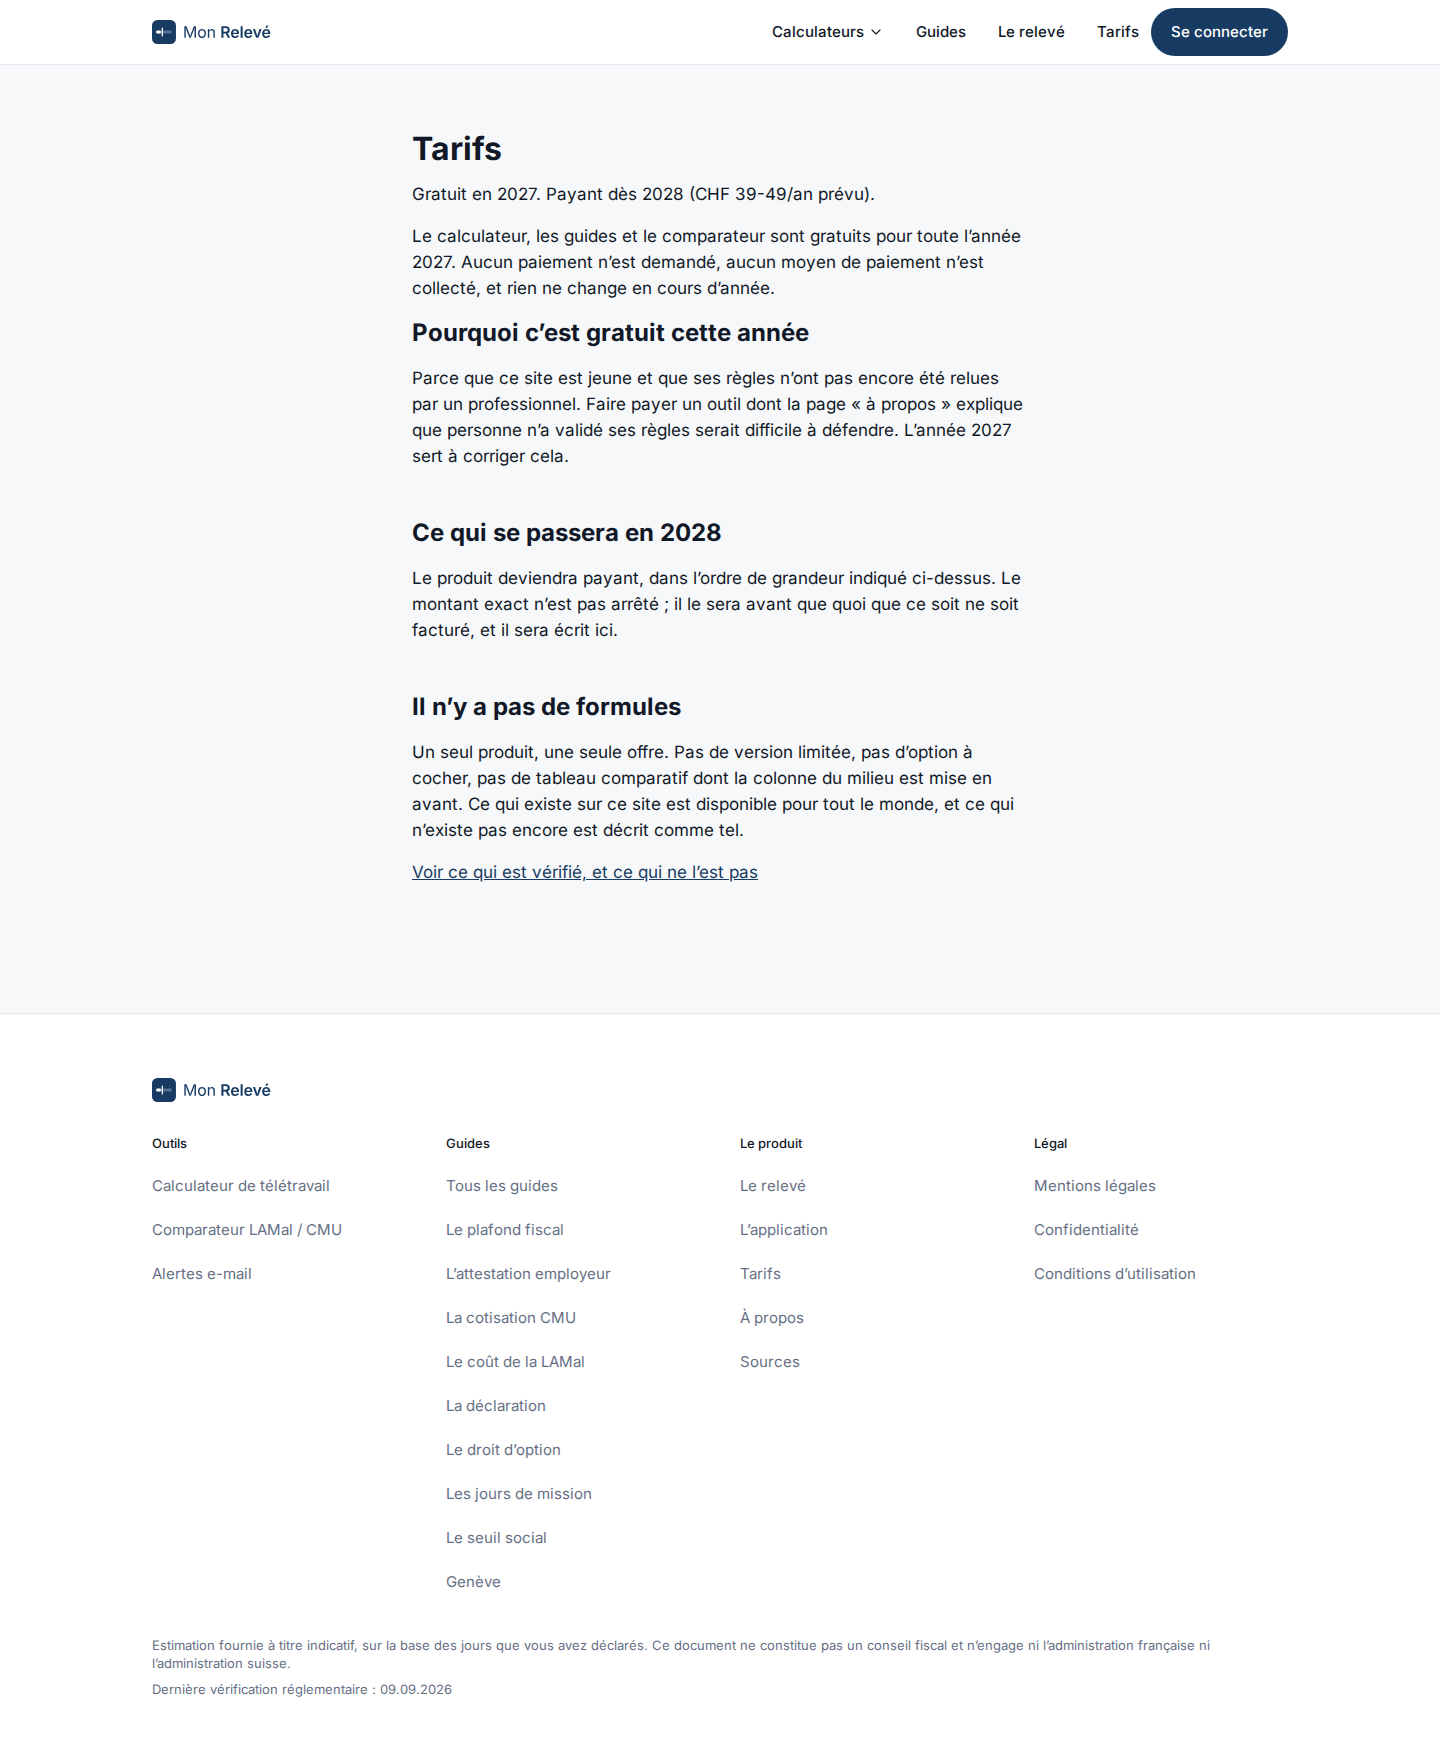 Mon Relevé
Calculateurs
Guides
Le relevé
Tarifs
Se connecter
Tarifs
Gratuit en 2027. Payant dès 2028 (CHF 39-49/an prévu).
Le calculateur, les guides et le comparateur sont gratuits pour toute l’année
2027. Aucun paiement n’est demandé, aucun moyen de paiement n’est
collecté, et rien ne change en cours d’année.
Pourquoi c’est gratuit cette année
Parce que ce site est jeune et que ses règles n’ont pas encore été relues
par un professionnel. Faire payer un outil dont la page « à propos » explique
que personne n’a validé ses règles serait difficile à défendre. L’année 2027
sert à corriger cela.
Ce qui se passera en 2028
Le produit deviendra payant, dans l’ordre de grandeur indiqué ci-dessus. Le
montant exact n’est pas arrêté ; il le sera avant que quoi que ce soit ne soit
facturé, et il sera écrit ici.
Il n’y a pas de formules
Un seul produit, une seule offre. Pas de version limitée, pas d’option à
cocher, pas de tableau comparatif dont la colonne du milieu est mise en
avant. Ce qui existe sur ce site est disponible pour tout le monde, et ce qui
n’existe pas encore est décrit comme tel.
Voir ce qui est vérifié, et ce qui ne l’est pas
Mon Relevé
Outils
Calculateur de télétravail
Comparateur LAMal / CMU
Alertes e-mail
Guides
Tous les guides
Le plafond fiscal
L’attestation employeur
La cotisation CMU
Le coût de la LAMal
La déclaration
Le droit d’option
Les jours de mission
Le seuil social
Genève
Le produit
Le relevé
L’application
Tarifs
À propos
Sources
Légal
Mentions légales
Confidentialité
Conditions d’utilisation
Estimation fournie à titre indicatif, sur la base des jours que vous avez déclarés. Ce document ne constitue pas un conseil fiscal et n’engage ni l’administration française ni
l’administration suisse.
Dernière vérification réglementaire : 09.09.2026